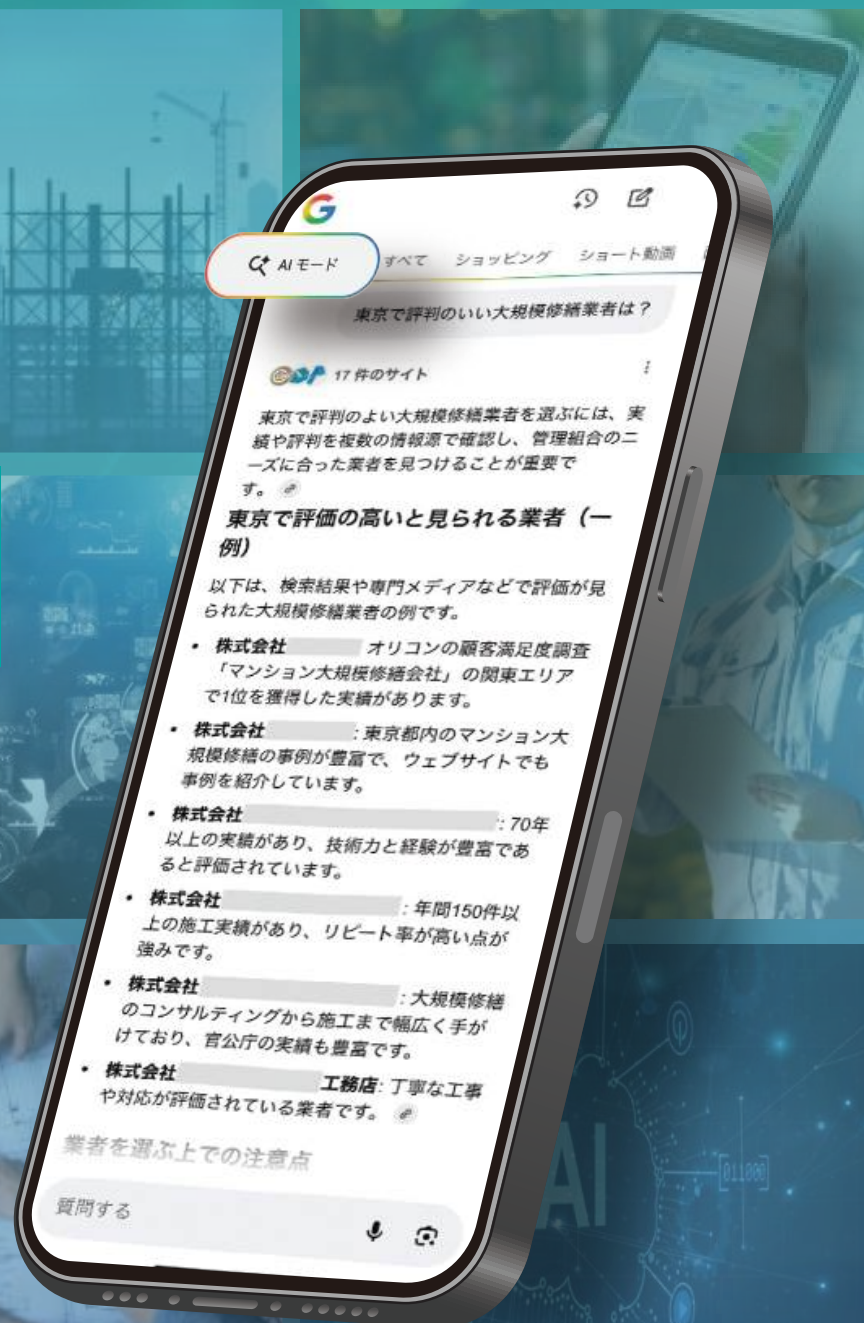 G
AI モード
すべて
ショッピング
ショート動画
東京で評判のいい大規模修繕業者は？
17 件のサイト
東京で評判のよい大規模修繕業者を選ぶには、実
績や評判を複数の情報源で確認し、管理組合のニ
ーズに合った業者を見つけることが重要で
す。
東京で評価の高いと見られる業者（一
例）
以下は、検索結果や専門メディアなどで評価が見
られた大規模修繕業者の例です。
• 株式会社 オリコンの顧客満足度調査
「マンション大規模修繕会社」の関東エリア
で1位を獲得した実績があります。
• 株式会社 : 東京都内のマンション大
規模修繕の事例が豊富で、ウェブサイトでも
事例を紹介しています。
• 株式会社 : 70年
以上の実績があり、技術力と経験が豊富であ
ると評価されています。
• 株式会社 : 年間150件以
上の施工実績があり、リピート率が高い点が
強みです。
• 株式会社 : 大規模修繕
のコンサルティングから施工まで幅広く手が
けており、官公庁の実績も豊富です。
• 株式会社 工務店: 丁寧な工事
や対応が評価されている業者です。
業者を選ぶ上での注意点
質問する
AI
[011000]